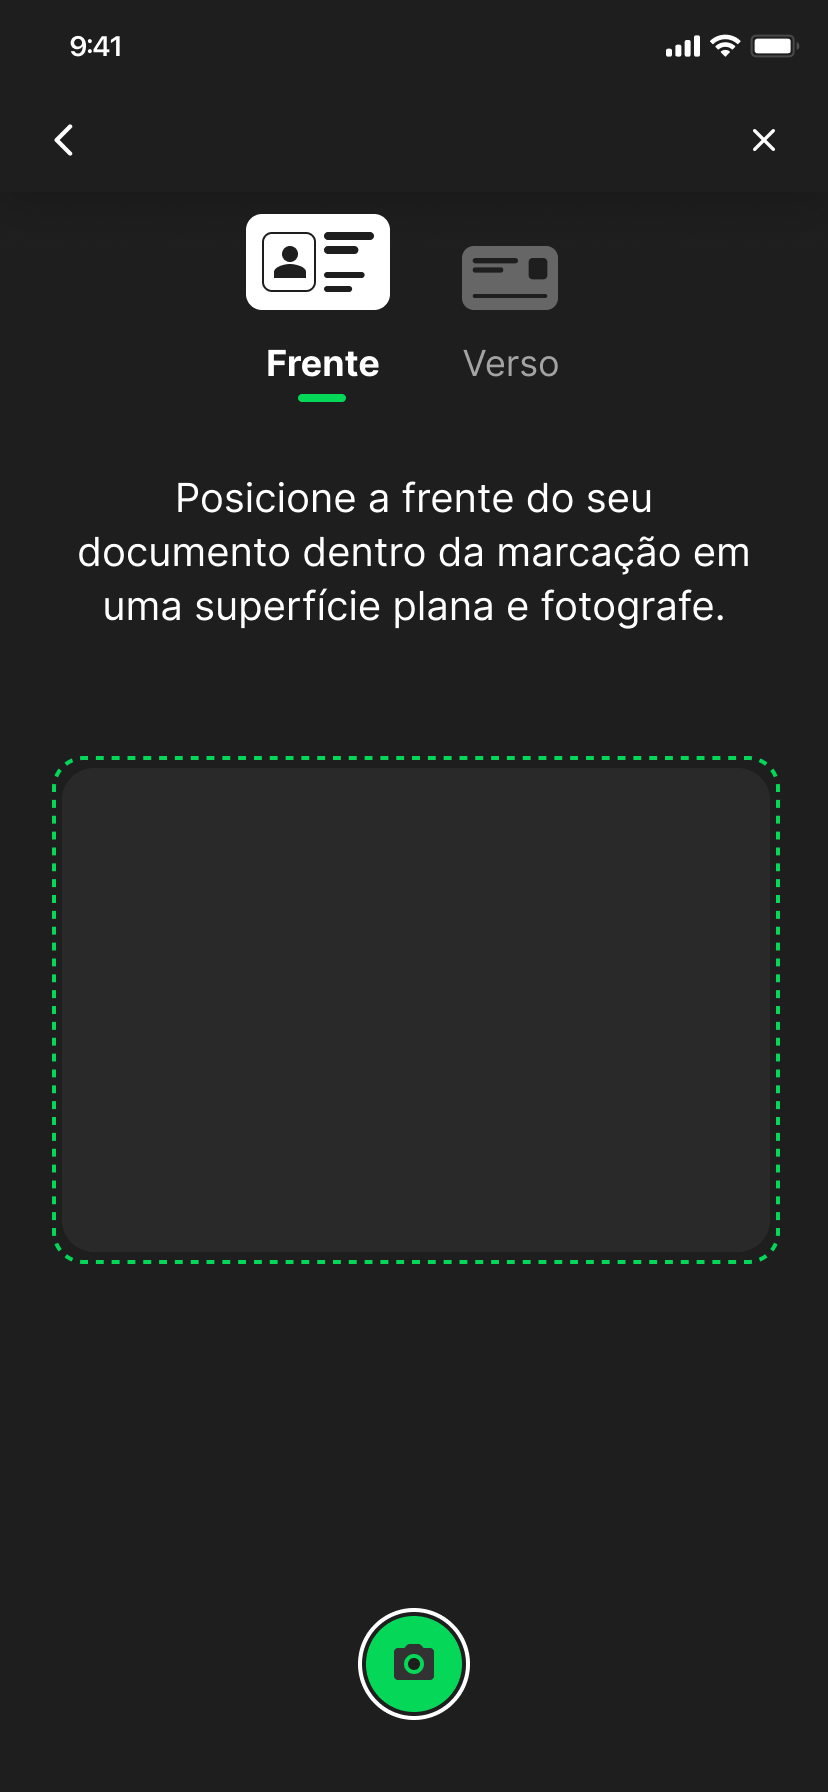 9:41
Frente
Verso
Posicione a frente do seu
documento dentro da marcação em
uma superfície plana e fotografe.